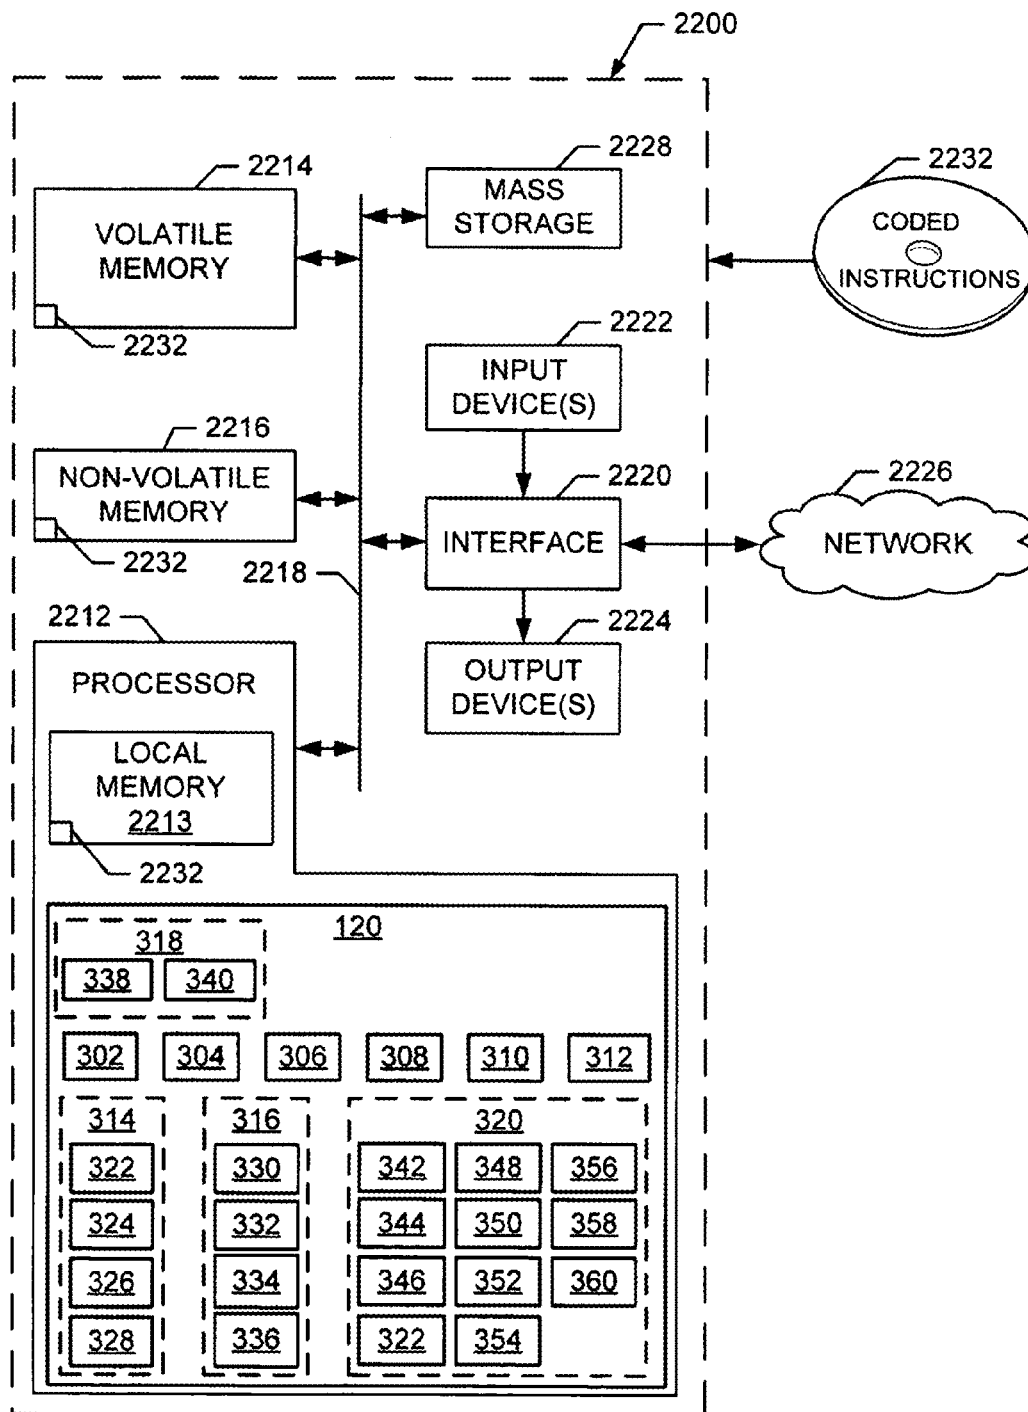 2200
2214
VOLATILE
MEMORY
2232
2228
MASS
STORAGE
2232
CODED
INSTRUCTIONS
2222
INPUT
DEVICE(S)
2216
NON-VOLATILE
MEMORY
2232
2218
2220
INTERFACE
2226
NETWORK
2224
OUTPUT
DEVICE(S)
2212
PROCESSOR
LOCAL
MEMORY
2213
2232
120
318
338 340
302 304 306 308 310 312
314
322
324
326
328
316
330
332
334
336
320
342 348 356
344 350 358
346 352 360
322 354